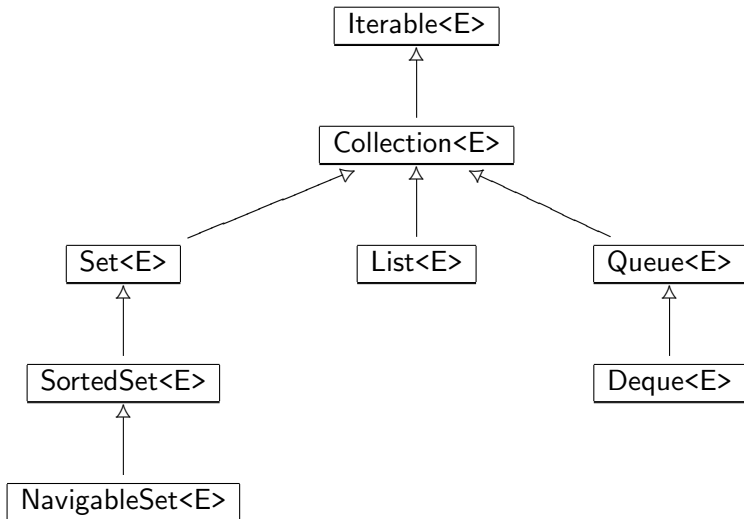 Iterable<E>
Collection<E>
Set<E>
List<E>
Queue<E>
SortedSet<E>
Deque<E>
NavigableSet<E>